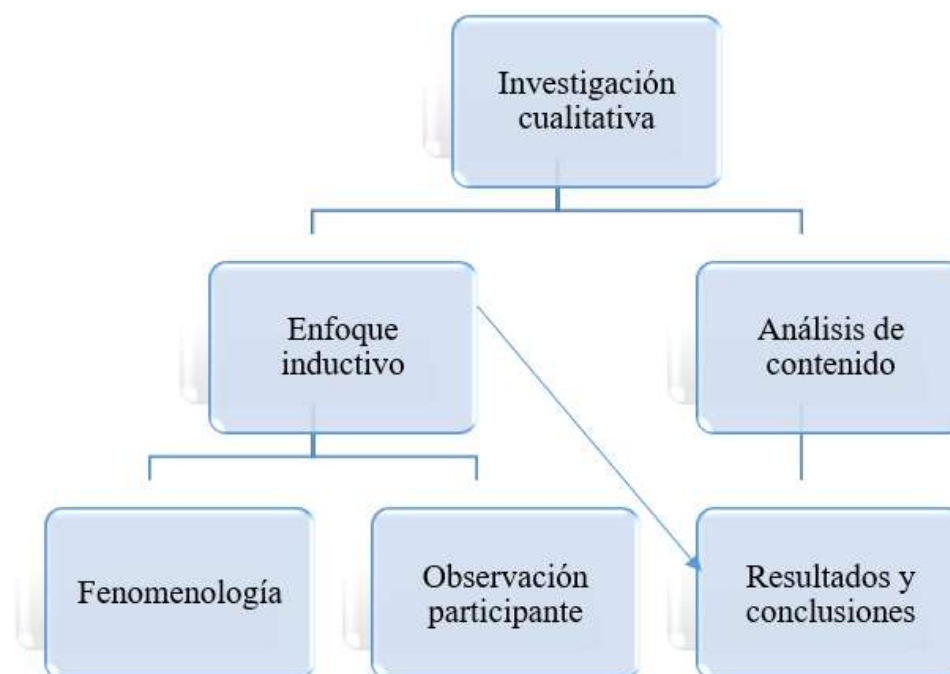 Investigación
cualitativa
Enfoque
inductivo
Análisis de
contenido
Fenomenología
Observación
participante
Resultados y
conclusiones